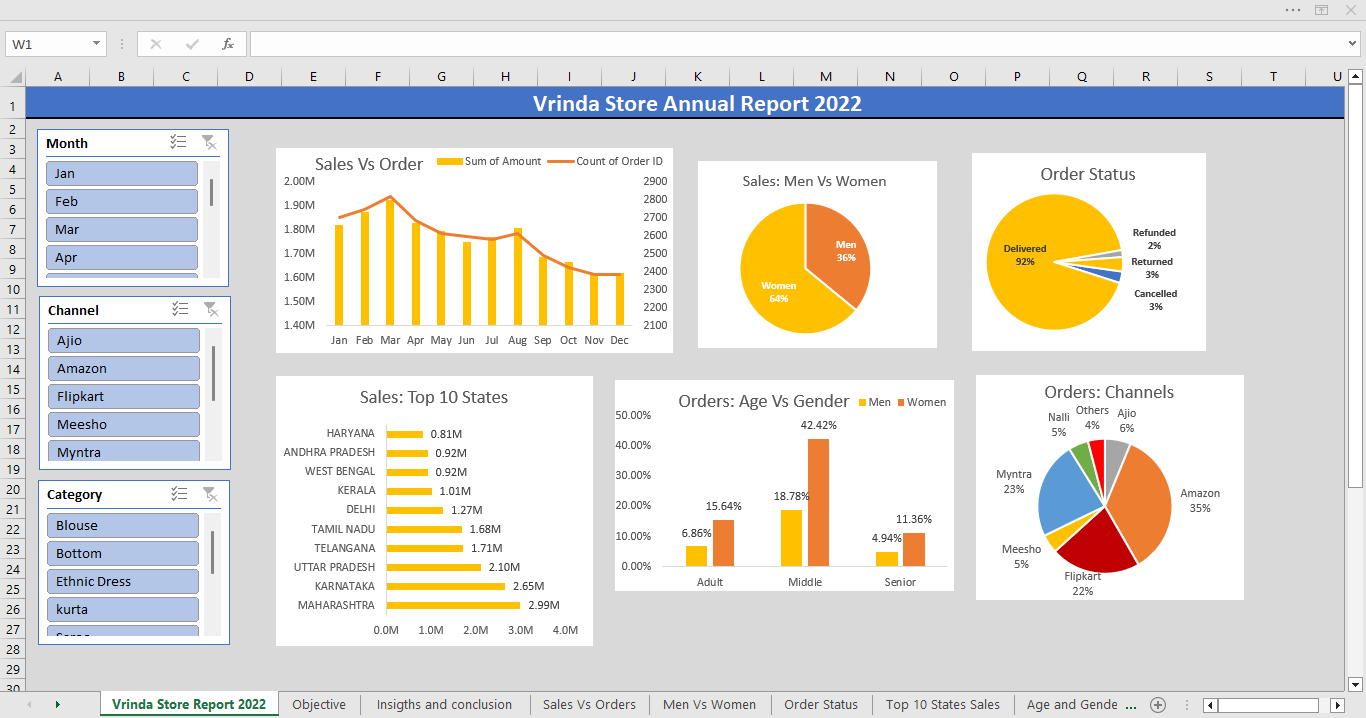 W1
fx
A B C D E F G H I J K L M N O P Q R S T U
1
2
3
4
5
6
7
8
9
10
11
12
13
14
15
16
17
18
19
20
21
22
23
24
25
26
27
28
29
30
Vrinda Store Annual Report 2022
Month
Jan
Feb
Mar
Apr
Channel
Ajio
Amazon
Flipkart
Meesho
Myntra
Category
Blouse
Bottom
Ethnic Dress
kurta
Sales Vs Order
Sum of Amount Count of Order ID
2.00M
1.90M
1.80M
1.70M
1.60M
1.50M
1.40M
2900
2800
2700
2600
2500
2400
2300
2200
2100
Jan Feb Mar Apr May Jun Jul Aug Sep Oct Nov Dec
Sales: Men Vs Women
Men
36%
Women
64%
Order Status
Delivered
92%
Refunded
2%
Returned
3%
Cancelled
3%
Sales: Top 10 States
HARYANA 0.81M
ANDHRA PRADESH 0.92M
WEST BENGAL 0.92M
KERALA 1.01M
DELHI 1.27M
TAMIL NADU 1.68M
TELANGANA 1.71M
UTTAR PRADESH 2.10M
KARNATAKA 2.65M
MAHARASHTRA 2.99M
0.0M 1.0M 2.0M 3.0M 4.0M
Orders: Age Vs Gender
Men Women
50.00%
40.00%
30.00%
20.00%
10.00%
0.00%
6.86% 15.64%
18.78% 42.42%
4.94% 11.36%
Adult Middle Senior
Orders: Channels
Nalli
5%
Others
4%
Ajio
6%
Myntra
23%
Amazon
35%
Meesho
5%
Flipkart
22%
Vrinda Store Report 2022 Objective Insigths and conclusion Sales Vs Orders Men Vs Women Order Status Top 10 States Sales Age and Gende ...